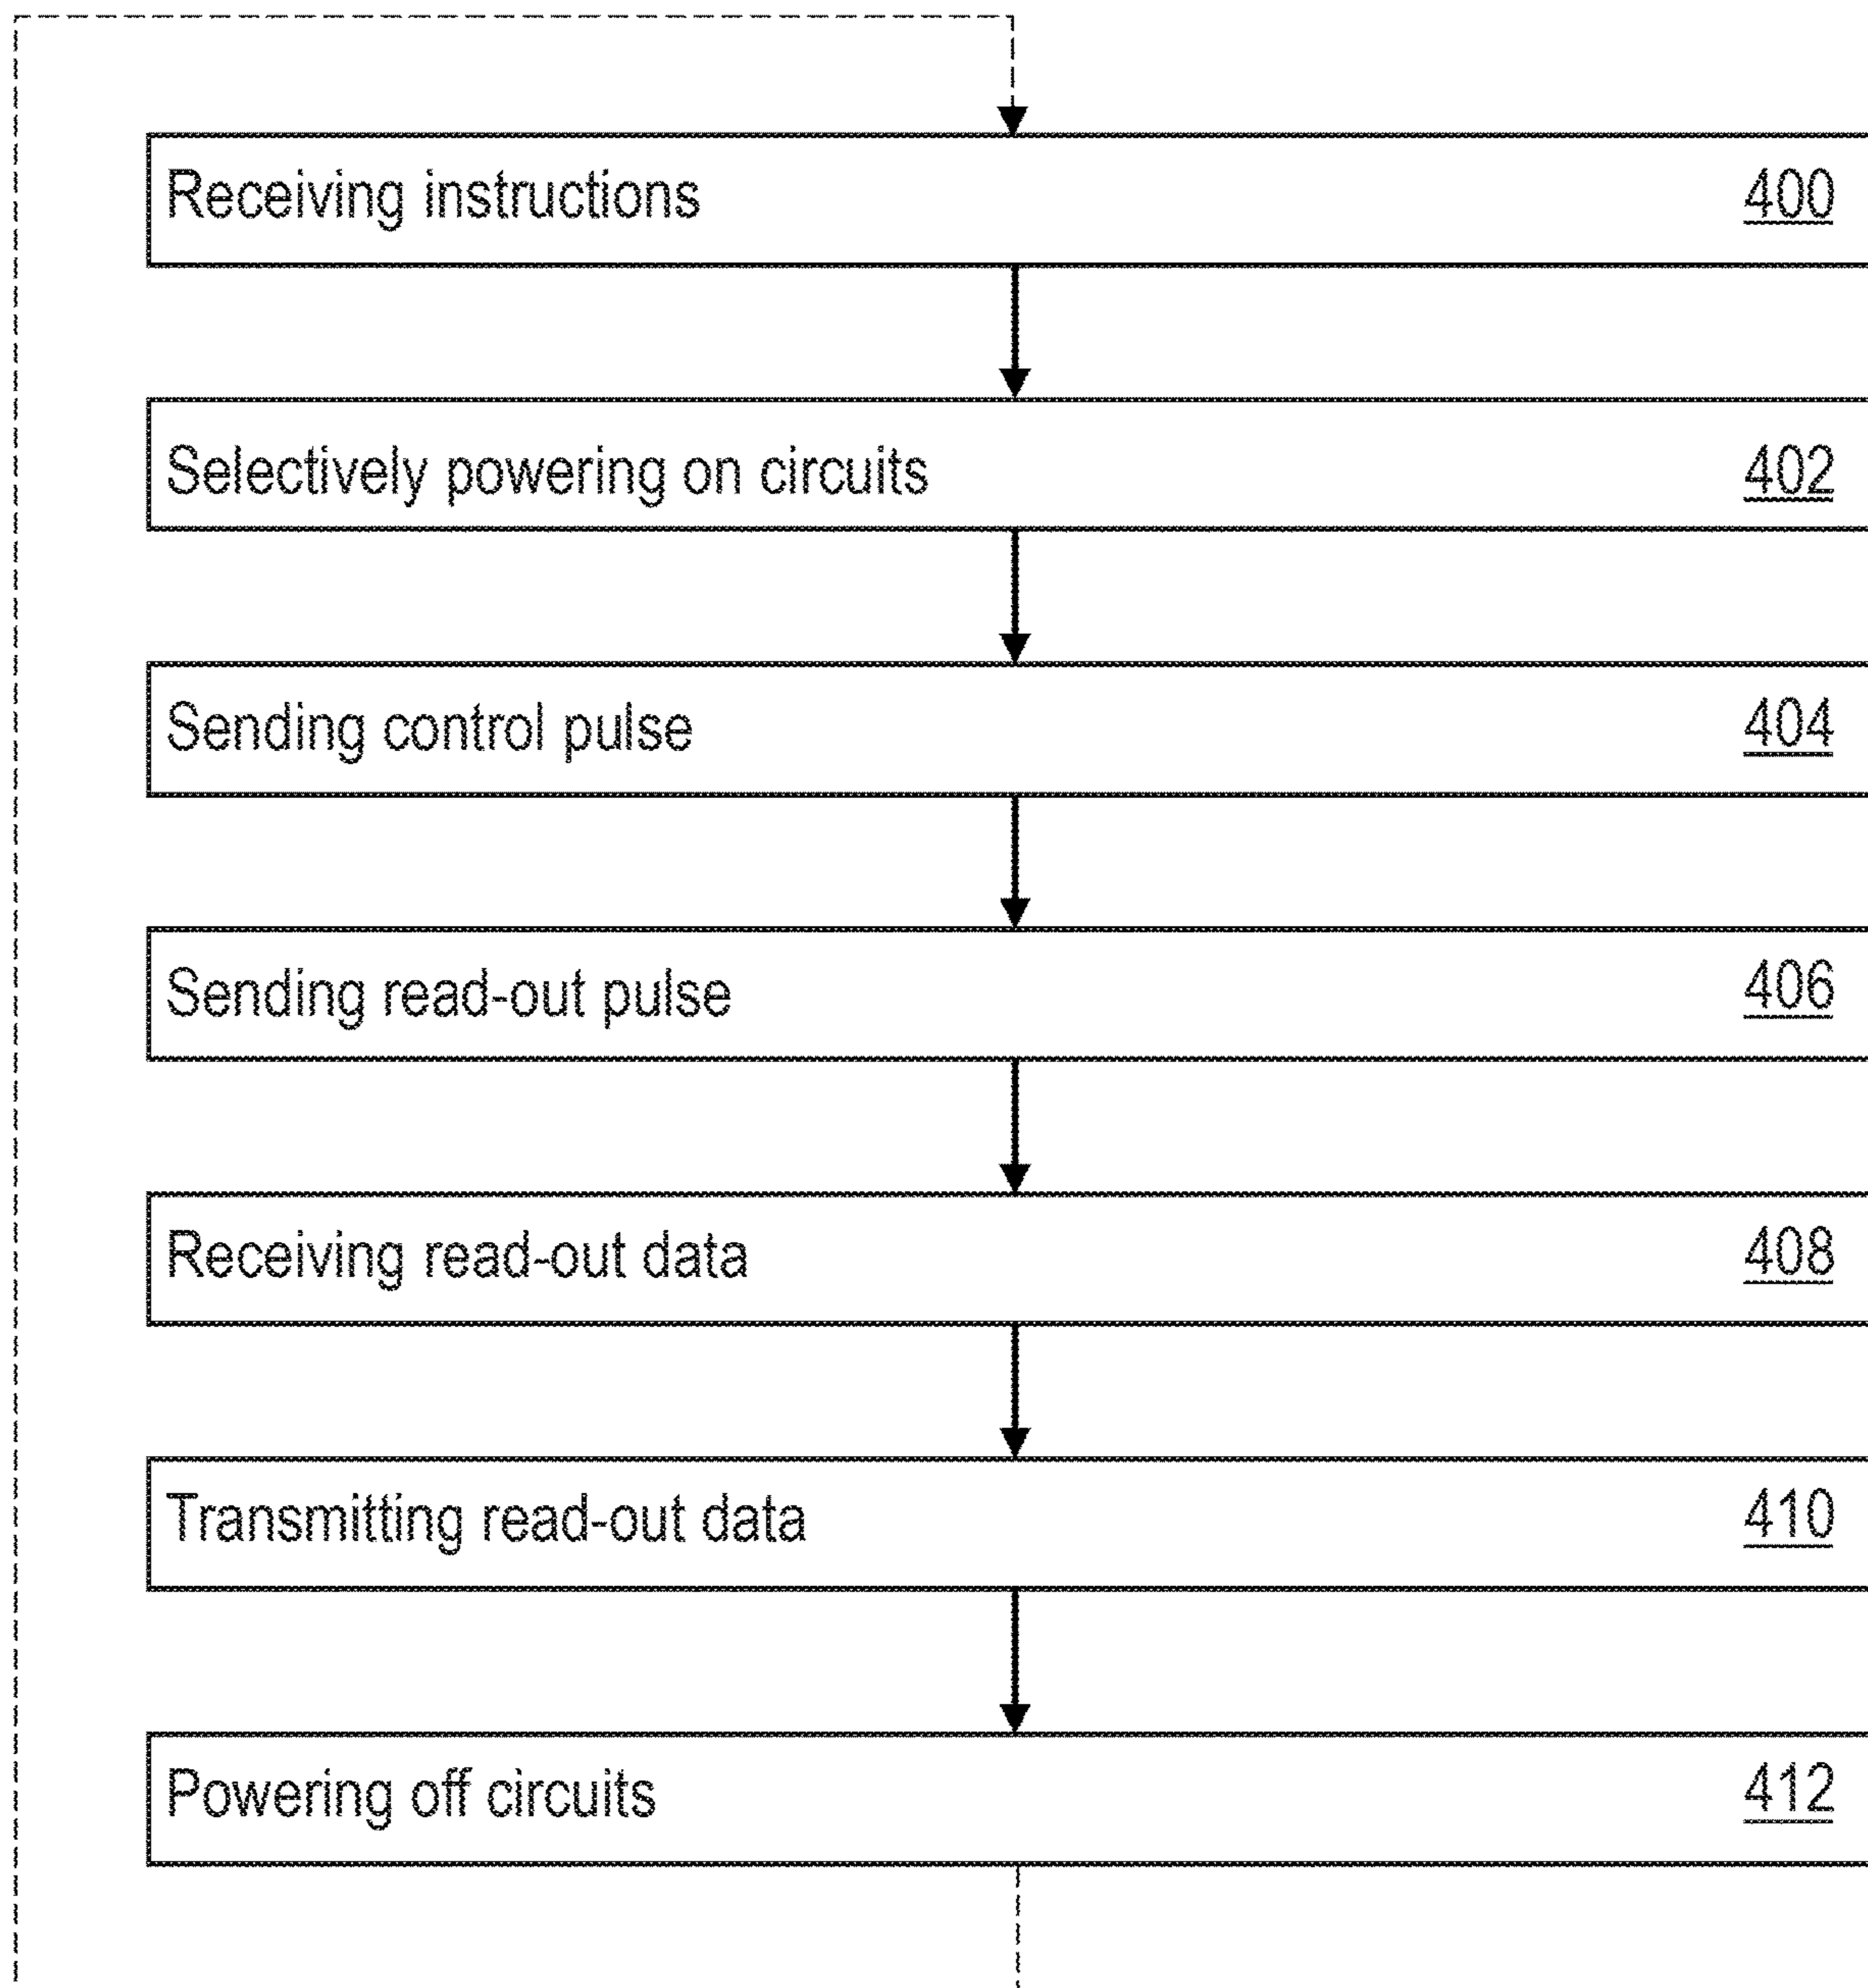 Receiving instructions 400
Selectively powering on circuits 402
Sending control pulse 404
Sending read-out pulse 406
Receiving read-out data 408
Transmitting read-out data 410
Powering off circuits 412